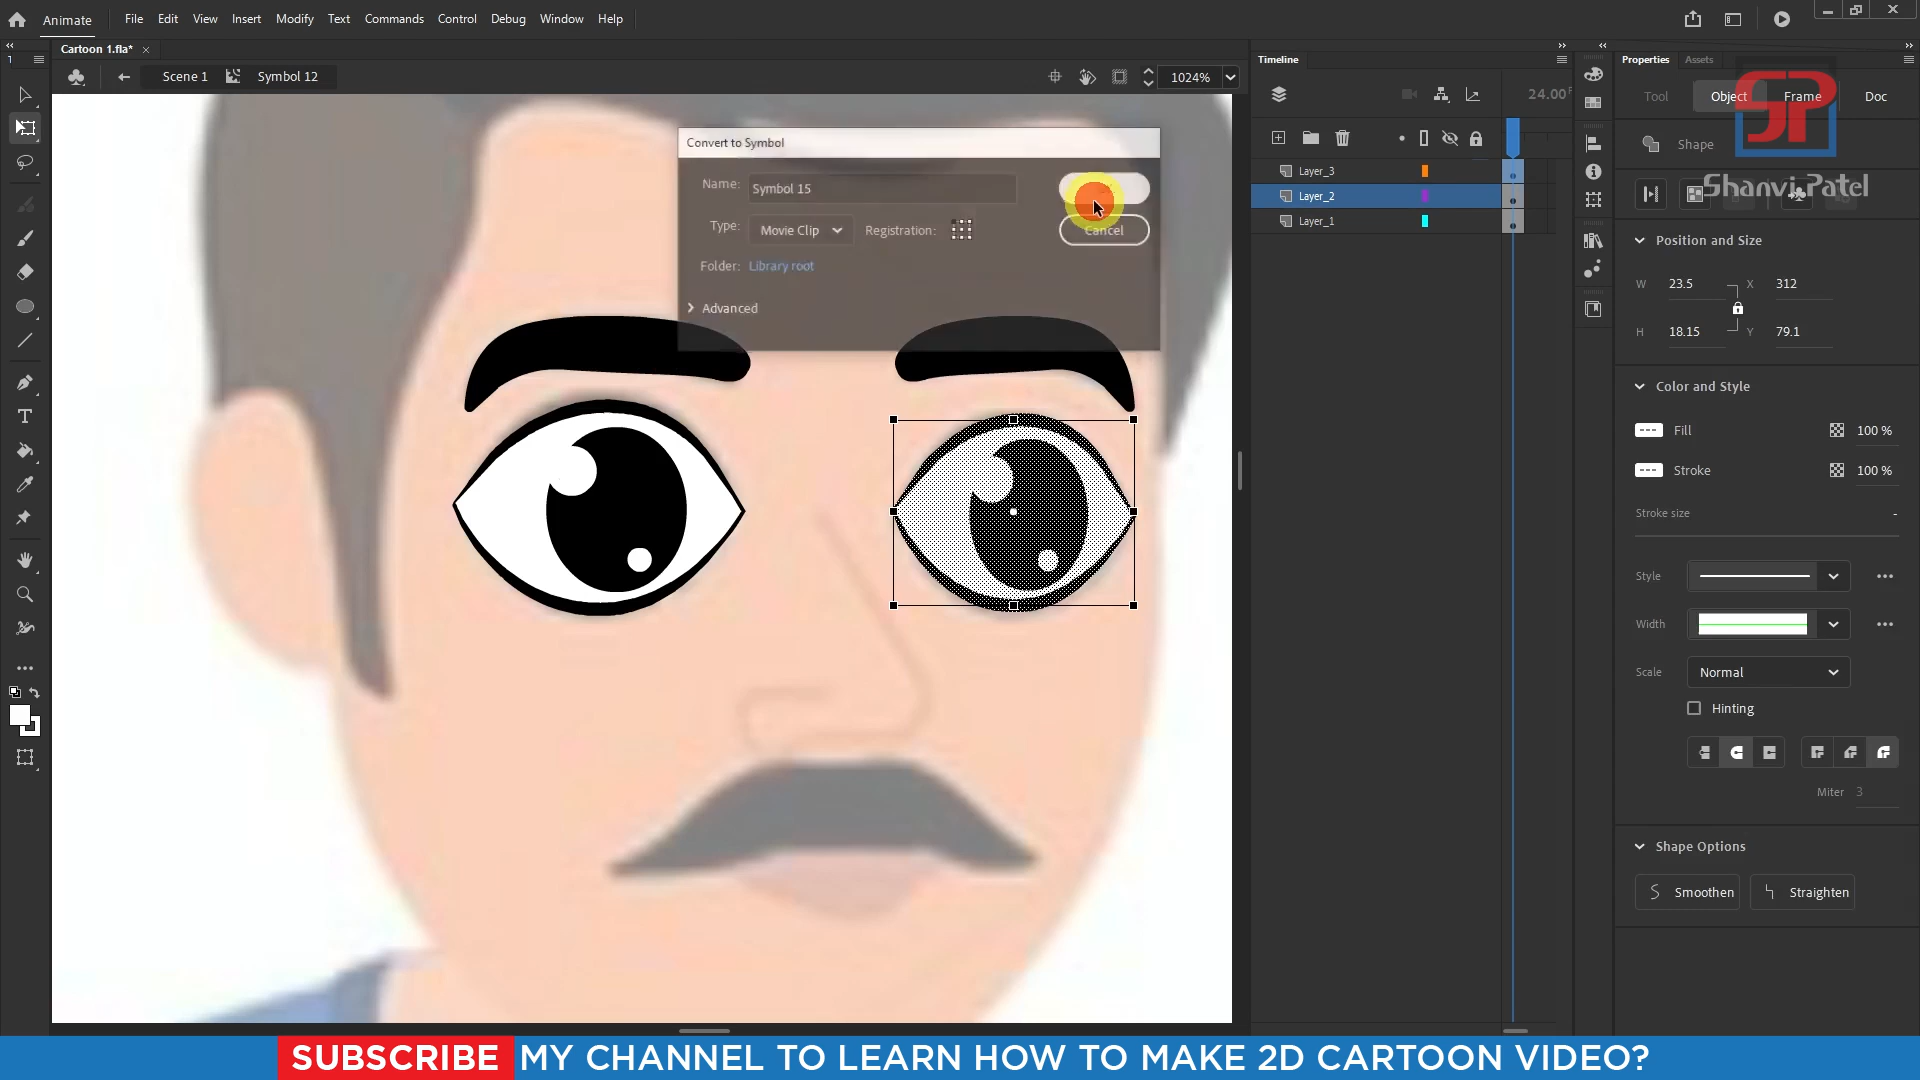 Animate
File Edit View Insert Modify Text Commands Control Debug Window Help
Cartoon 1.fla*
Scene 1 Symbol 12
1024%
Convert to Symbol
Name: Symbol 15
Type: Movie Clip Registration:
Cancel
Folder: Library root
Advanced
Timeline
24.00
Layer_3
Layer_2
Layer_1
Properties Assets
Tool Object Frame Doc
SP
Shape
Shanvi Patel
Position and Size
W 23.5 X 312
H 18.15 Y 79.1
Color and Style
Fill 100 %
Stroke 100 %
Stroke size -
Style
Width
Scale Normal
Hinting
Miter 3
Shape Options
Smoothen Straighten
SUBSCRIBE MY CHANNEL TO LEARN HOW TO MAKE 2D CARTOON VIDEO?